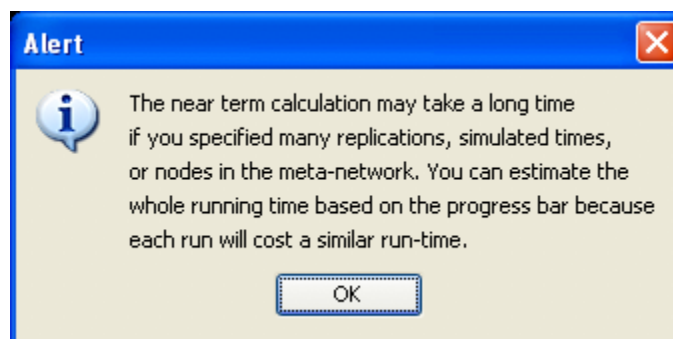 Alert
The near term calculation may take a long time
if you specified many replications, simulated times,
or nodes in the meta-network. You can estimate the
whole running time based on the progress bar because
each run will cost a similar run-time.
OK